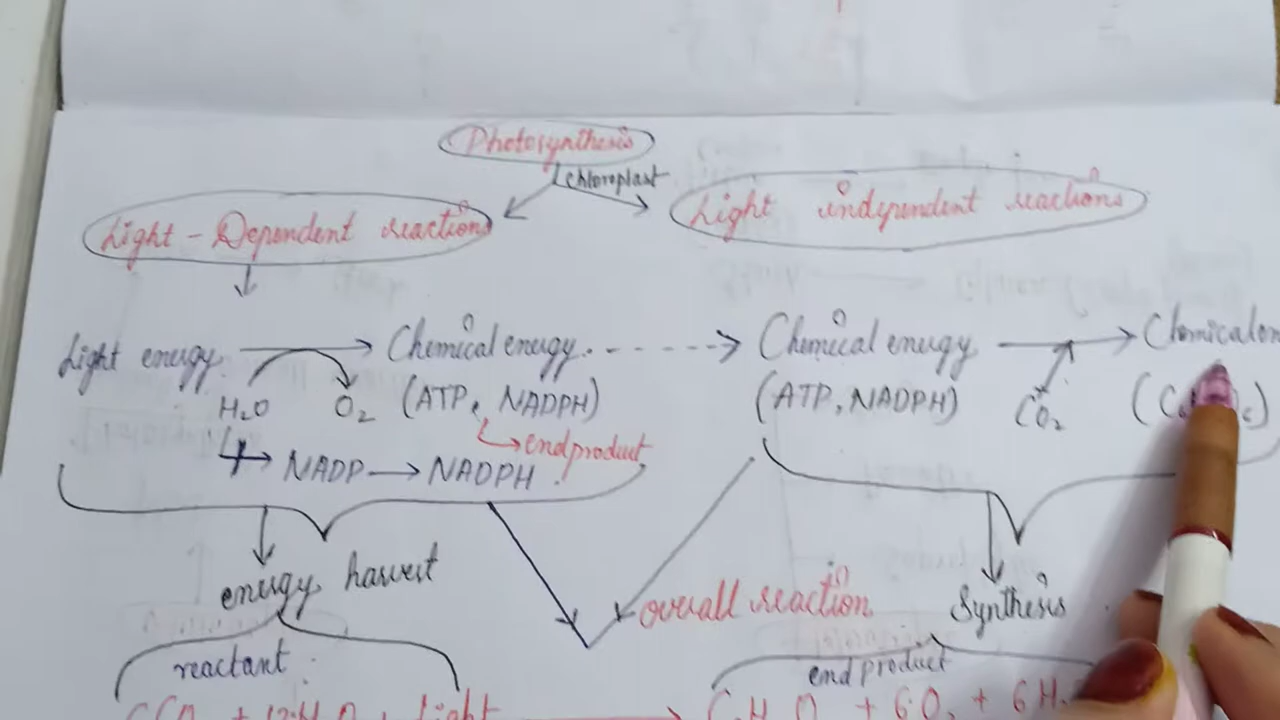 Photosynthesis
chloroplast
Light - Dependent reactions
Light independent reactions
Light energy
Chemical energy
Chemical energy
H2O
O2
(ATP, NADPH)
(ATP, NADPH)
CO2
end product
NADP → NADPH
energy harvest
overall reaction
Synthesis
reactant
end product